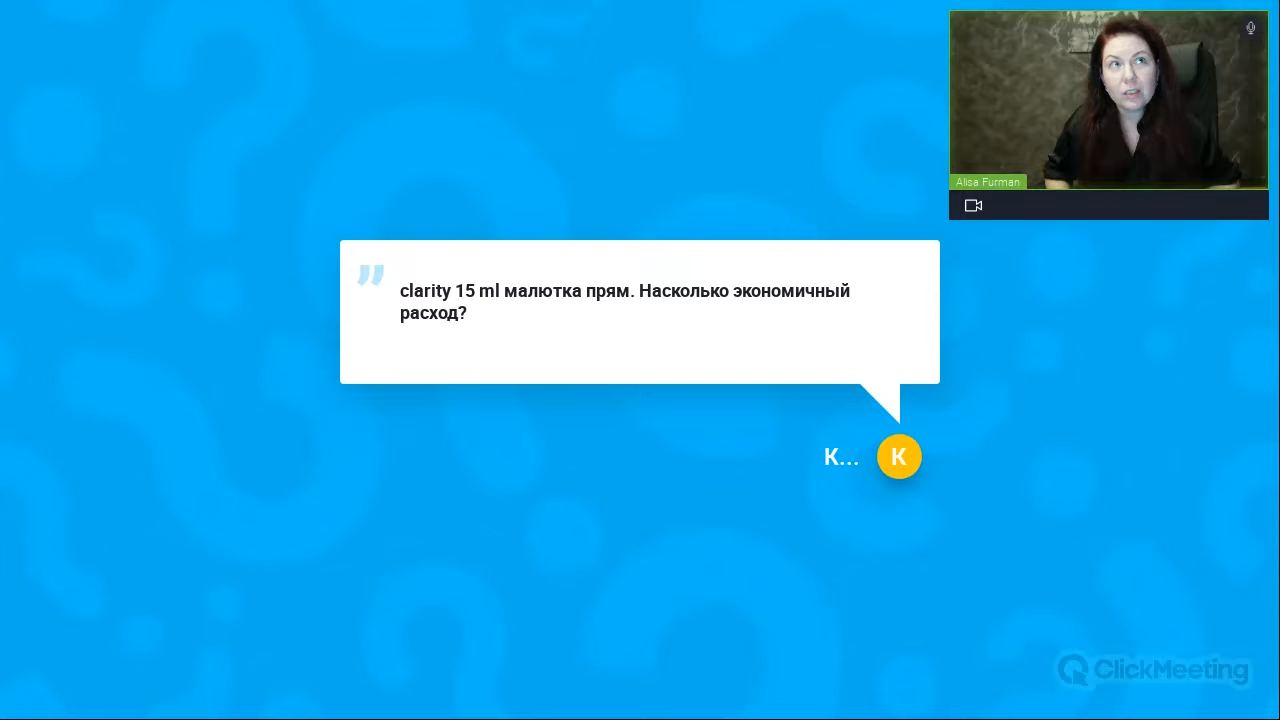 Alisa Furman
clarity 15 ml малютка прям. Насколько экономичный
расход?
К... К
ClickMeeting